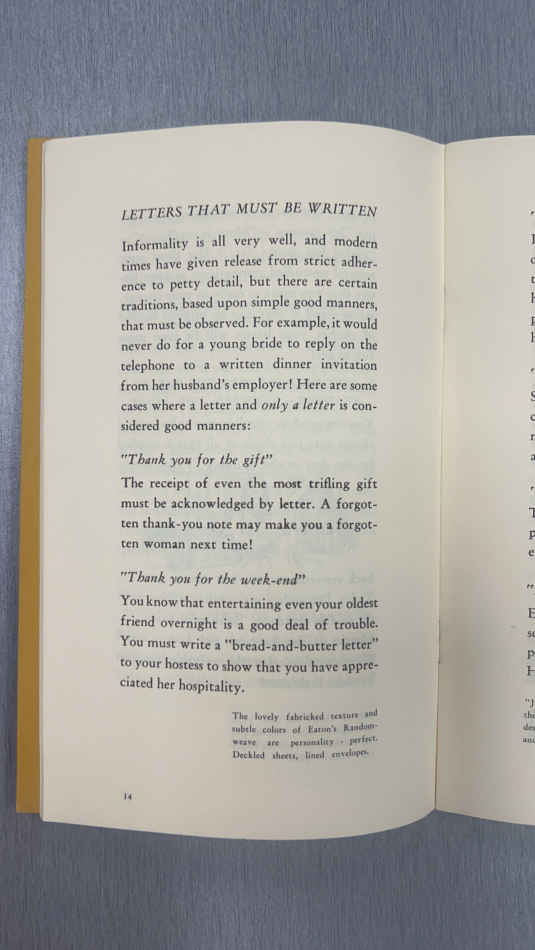 LETTERS THAT MUST BE WRITTEN
Informality is all very well, and modern
times have given release from strict adher-
ence to petty detail, but there are certain
traditions, based upon simple good manners,
that must be observed. For example, it would
never do for a young bride to reply on the
telephone to a written dinner invitation
from her husband's employer! Here are some
cases where a letter and only a letter is con-
sidered good manners:
"Thank you for the gift"
The receipt of even the most trifling gift
must be acknowledged by letter. A forgot-
ten thank-you note may make you a forgot-
ten woman next time!
"Thank you for the week-end"
You know that entertaining even your oldest
friend overnight is a good deal of trouble.
You must write a "bread-and-butter letter"
to your hostess to show that you have appre-
ciated her hospitality.
The lovely fabricked texture and
subtle colors of Eaton's Random-
weave are personality - perfect.
Deckled sheets, lined envelopes.
14